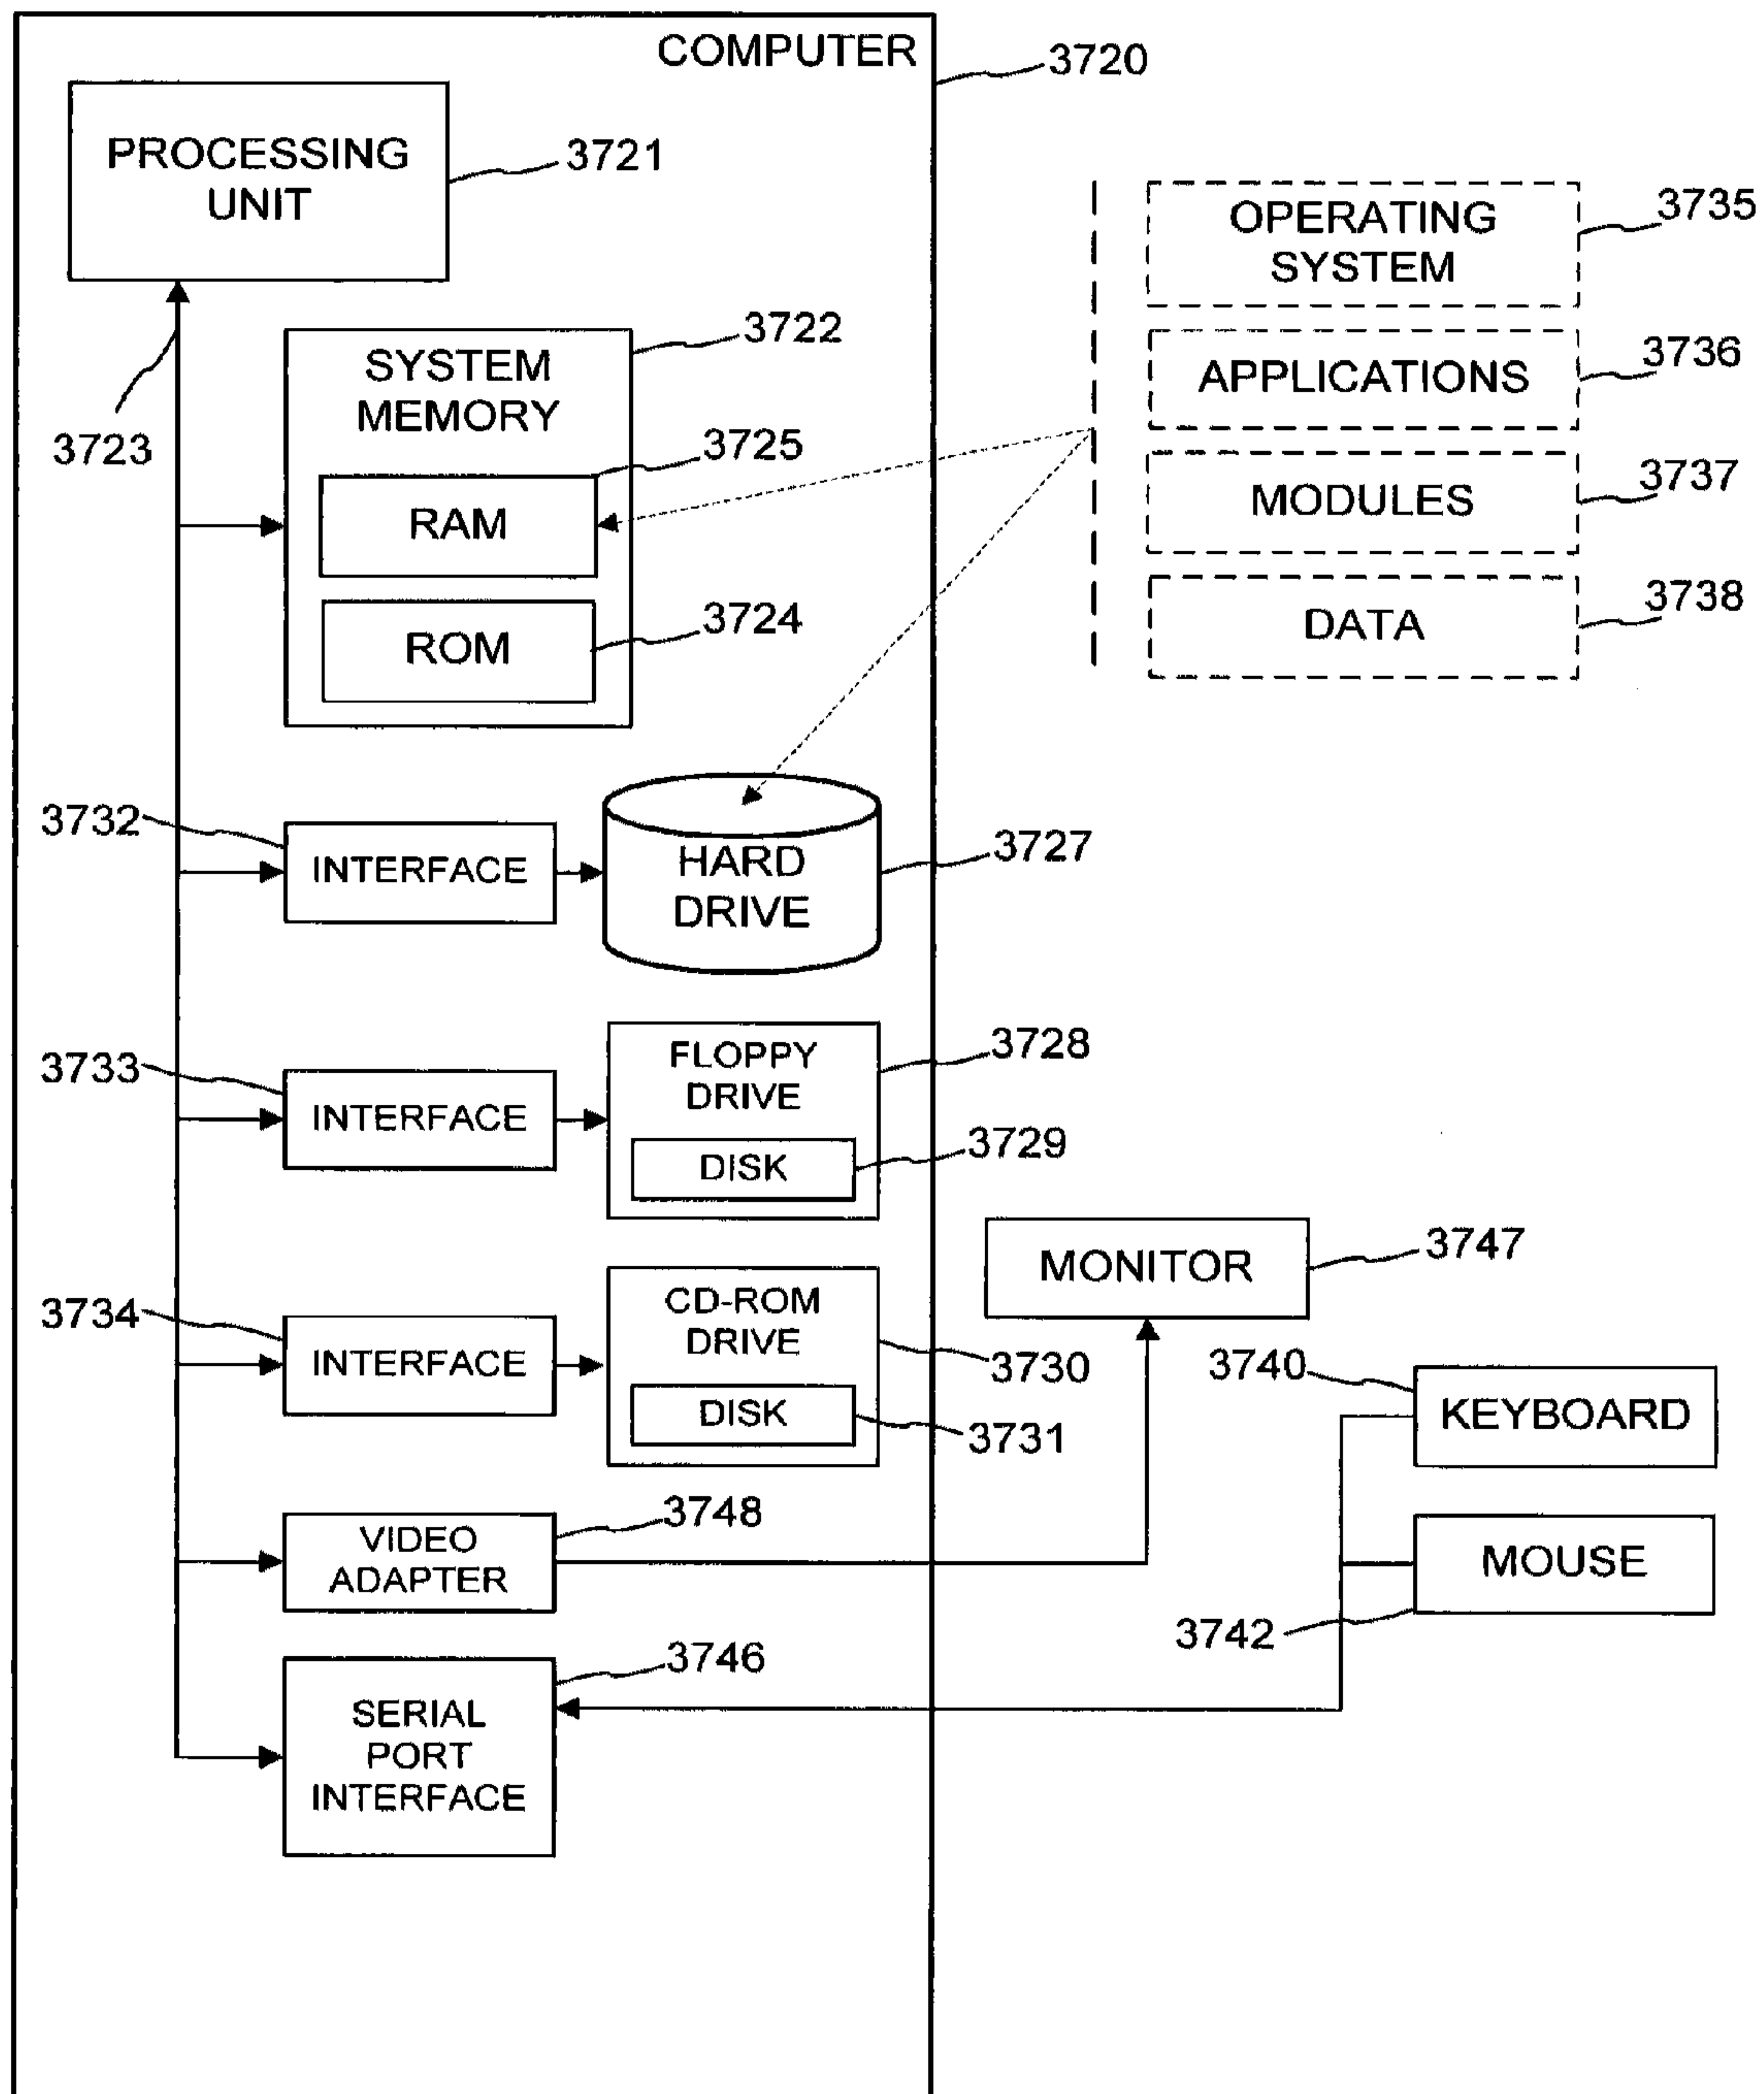 COMPUTER
3720
PROCESSING
UNIT
3721
3723
SYSTEM
MEMORY
3722
RAM
3725
ROM
3724
OPERATING
SYSTEM
3735
APPLICATIONS
3736
MODULES
3737
DATA
3738
3732
INTERFACE
HARD
DRIVE
3727
3733
INTERFACE
FLOPPY
DRIVE
3728
DISK
3729
3734
INTERFACE
CD-ROM
DRIVE
3730
DISK
3731
MONITOR
3747
3740
KEYBOARD
MOUSE
3742
VIDEO
ADAPTER
3748
SERIAL
PORT
INTERFACE
3746